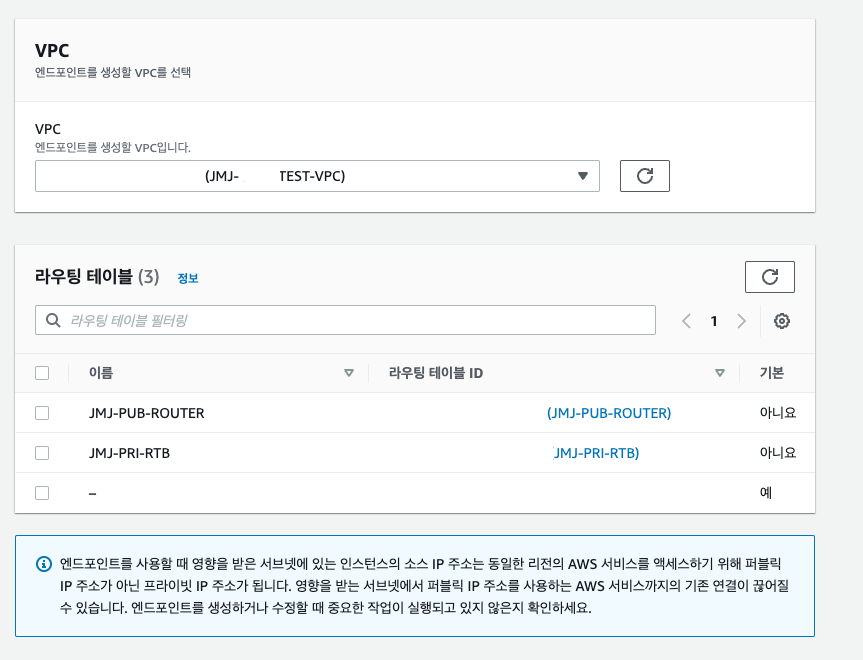 VPC
엔드포인트를 생성할 VPC를 선택
VPC
엔드포인트를 생성할 VPC입니다.
(JMJ- TEST-VPC)
라우팅 테이블 (3) 정보
라우팅 테이블 필터링 1
이름 라우팅 테이블 ID 기본
JMJ-PUB-ROUTER (JMJ-PUB-ROUTER) 아니요
JMJ-PRI-RTB JMJ-PRI-RTB) 아니요
– 예
엔드포인트를 사용할 때 영향을 받은 서브넷에 있는 인스턴스의 소스 IP 주소는 동일한 리전의 AWS 서비스를 액세스하기 위해 퍼블릭
IP 주소가 아닌 프라이빗 IP 주소가 됩니다. 영향을 받는 서브넷에서 퍼블릭 IP 주소를 사용하는 AWS 서비스까지의 기존 연결이 끊어질
수 있습니다. 엔드포인트를 생성하거나 수정할 때 중요한 작업이 실행되고 있지 않은지 확인하세요.